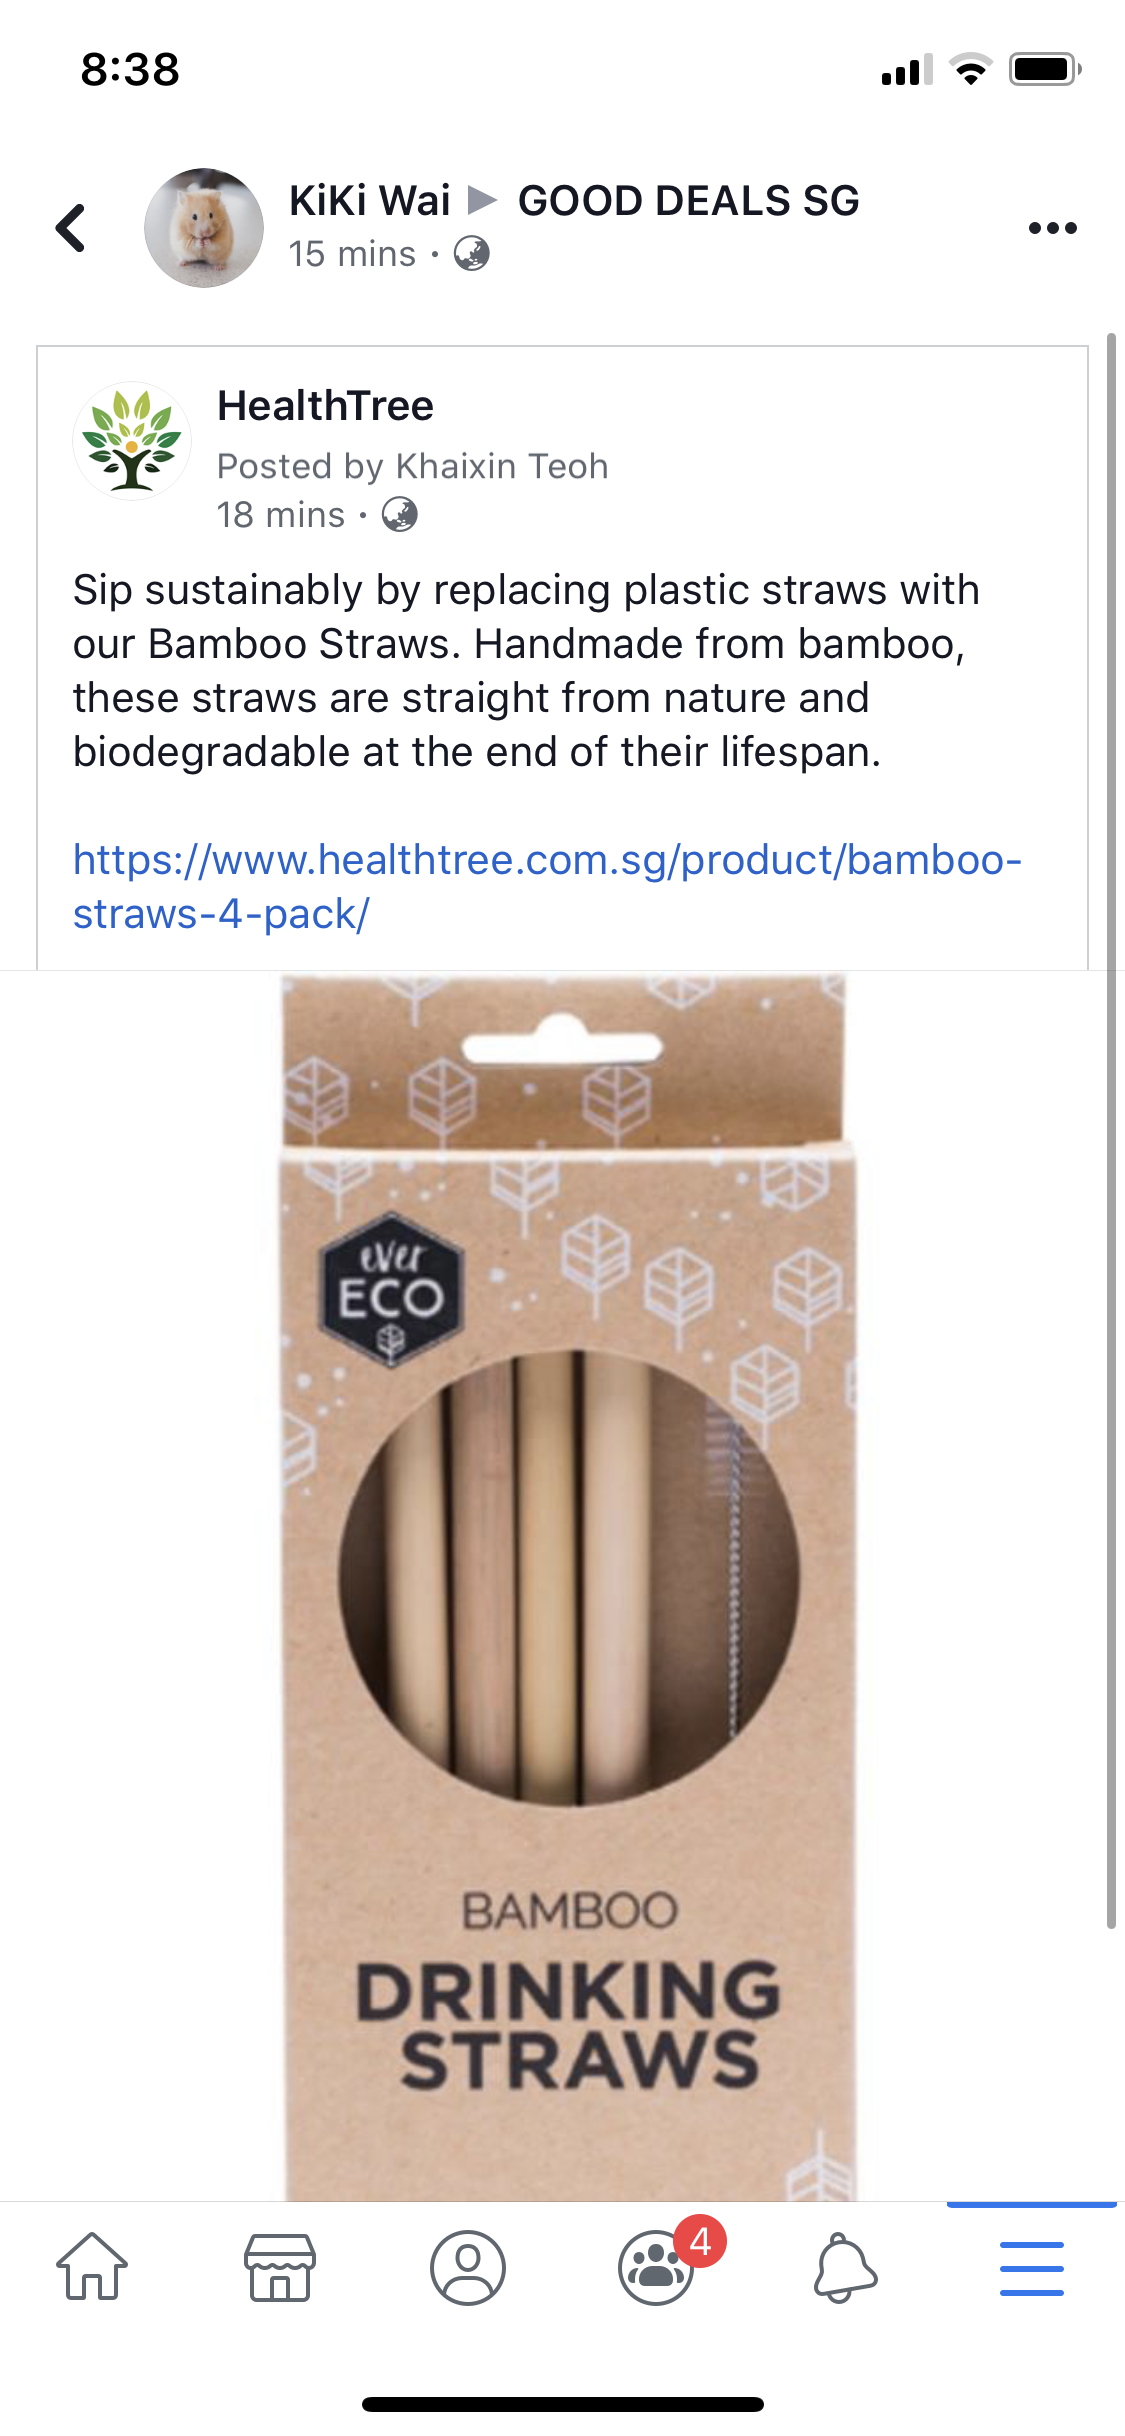 8:38
KiKi Wai ▶ GOOD DEALS SG
15 mins ·
HealthTree
Posted by Khaixin Teoh
18 mins ·
Sip sustainably by replacing plastic straws with
our Bamboo Straws. Handmade from bamboo,
these straws are straight from nature and
biodegradable at the end of their lifespan.
https://www.healthtree.com.sg/product/bamboo-
straws-4-pack/
ever
ECO
BAMBOO
DRINKING
STRAWS
4